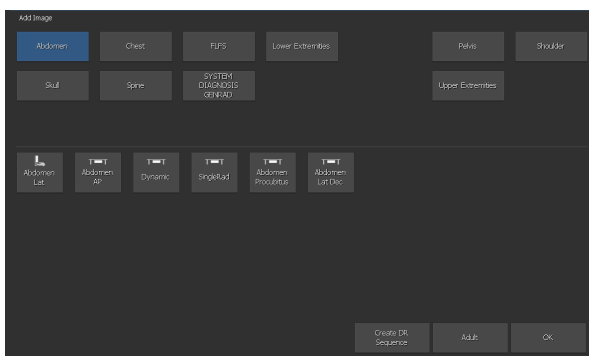 Add Image
Abdomen
Chest
FLFS
Lower Extremities
Pelvis
Shoulder
Skull
Spine
SYSTEM
DIAGNOSIS
GENRAD
Upper Extremities
Abdomen
Lat
Abdomen
AP
Dynamic
SingleRad
Abdomen
Procubitus
Abdomen
Lat Dec
Create DR
Sequence
Adult
OK